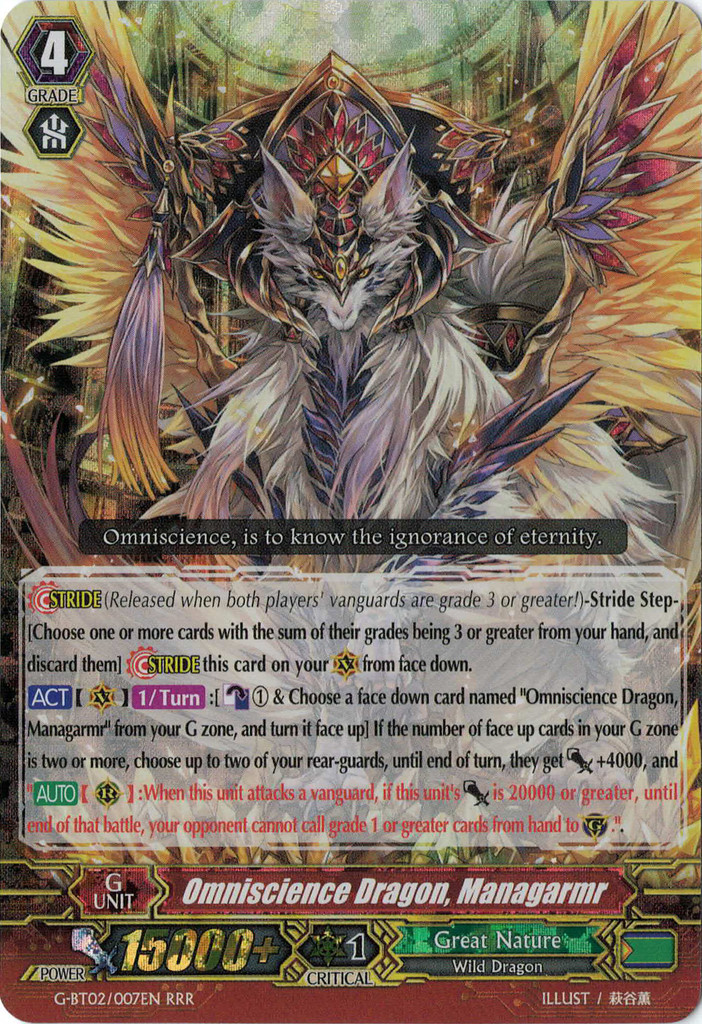 4
GRADE
Omniscience, is to know the ignorance of eternity.
STRIDE (Released when both players' vanguards are grade 3 or greater!)-Stride Step-
[Choose one or more cards with the sum of their grades being 3 or greater from your hand, and
discard them] STRIDE this card on your V from face down.
ACT【 V 】1/Turn :[ ① & Choose a face down card named "Omniscience Dragon,
Managarmr" from your G zone, and turn it face up] If the number of face up cards in your G zone
is two or more, choose up to two of your rear-guards, until end of turn, they get +4000, and
"AUTO【 R 】:When this unit attacks a vanguard, if this unit's is 20000 or greater, until
end of that battle, your opponent cannot call grade 1 or greater cards from hand to G .".
G
UNIT
Omniscience Dragon, Managarmr
POWER
15000+
1
CRITICAL
Great Nature
Wild Dragon
G-BT02/007EN RRR
ILLUST / 萩谷薫